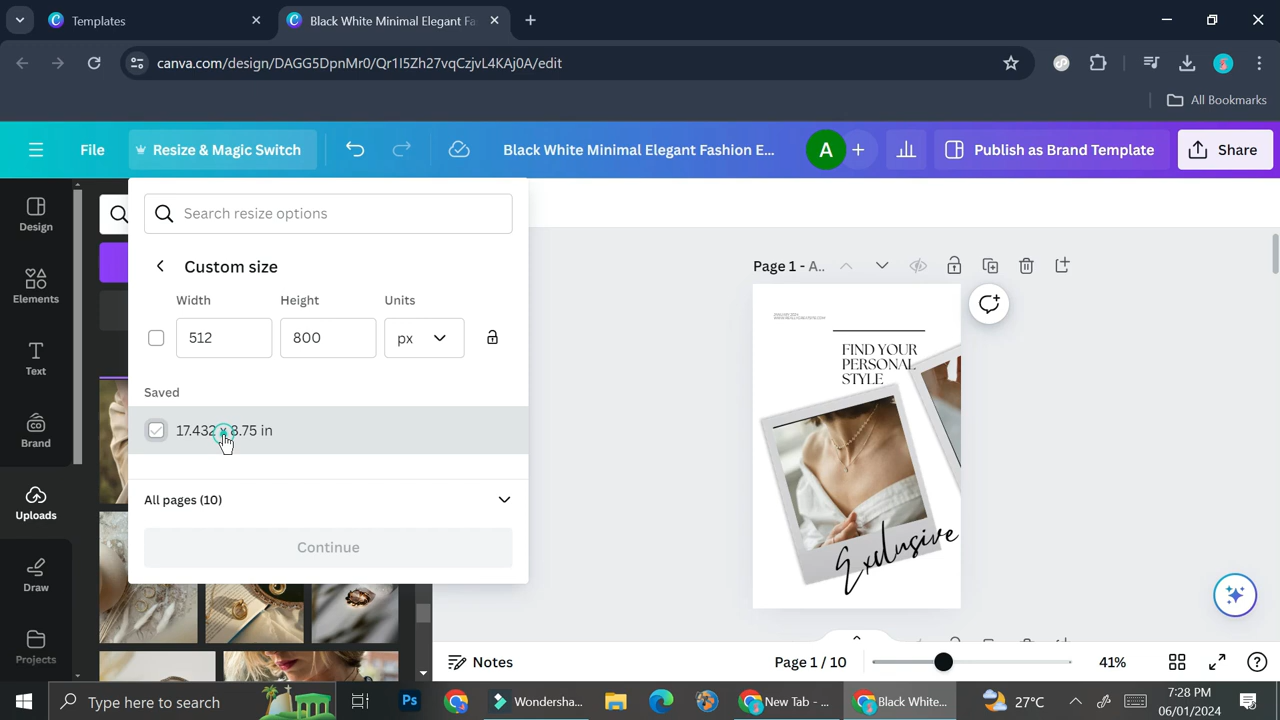 Templates
Black White Minimal Elegant Fa
canva.com/design/DAGG5DpnMr0/Qr1I5Zh27vqCzjvL4KAj0A/edit
All Bookmarks
File
Resize & Magic Switch
Black White Minimal Elegant Fashion E...
A
Publish as Brand Template
Share
Design
Elements
Text
Brand
Uploads
Draw
Projects
Search resize options
Custom size
Width
Height
Units
512
800
px
Saved
17.432 x 8.75 in
All pages (10)
Continue
Page 1 - A..
FIND YOUR
PERSONAL
STYLE
Exclusive
Notes
Page 1 / 10
41%
Type here to search
Ps
Wondersha...
New Tab - ...
Black White...
27°C
7:28 PM
06/01/2024